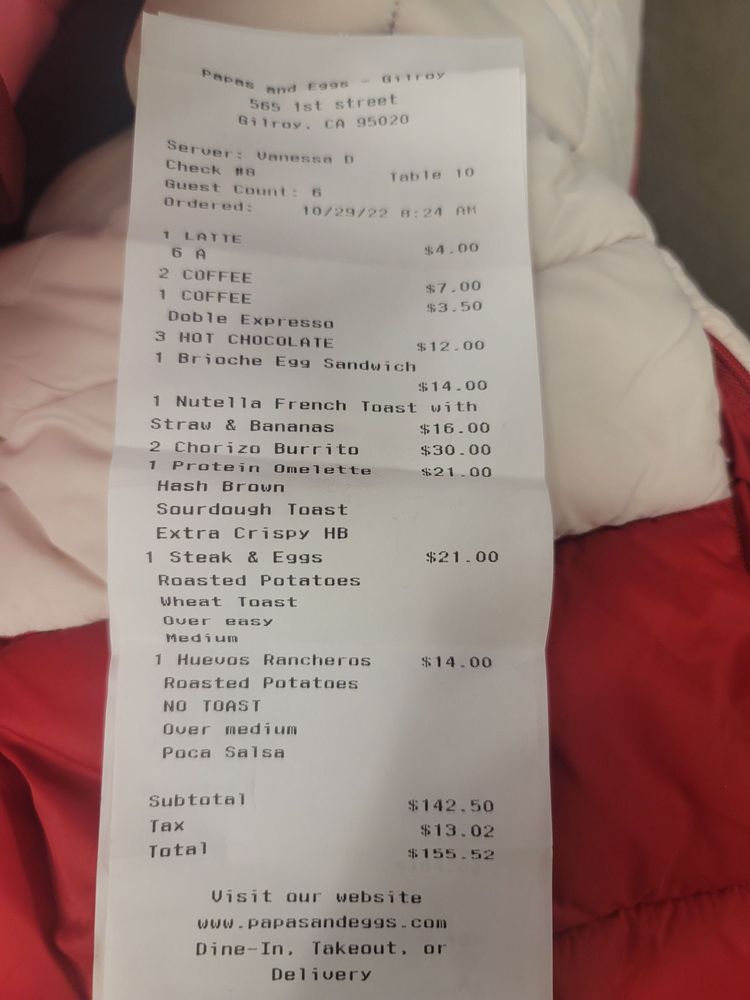 Papas and Eggs - Gilroy
565 1st street
Gilroy, CA 95020
Server: Vanessa D
Check #8 Table 10
Guest Count: 6
Ordered: 10/29/22 8:24 AM
1 LATTE $4.00
6 A
2 COFFEE $7.00
1 COFFEE $3.50
Doble Expresso
3 HOT CHOCOLATE $12.00
1 Brioche Egg Sandwich
$14.00
1 Nutella French Toast with
Straw & Bananas $16.00
2 Chorizo Burrito $30.00
1 Protein Omelette $21.00
Hash Brown
Sourdough Toast
Extra Crispy HB
1 Steak & Eggs $21.00
Roasted Potatoes
Wheat Toast
Over easy
Medium
1 Huevos Rancheros $14.00
Roasted Potatoes
NO TOAST
Over medium
Poca Salsa
Subtotal $142.50
Tax $13.02
Total $155.52
Visit our website
www.papasandeggs.com
Dine-In, Takeout, or
Delivery